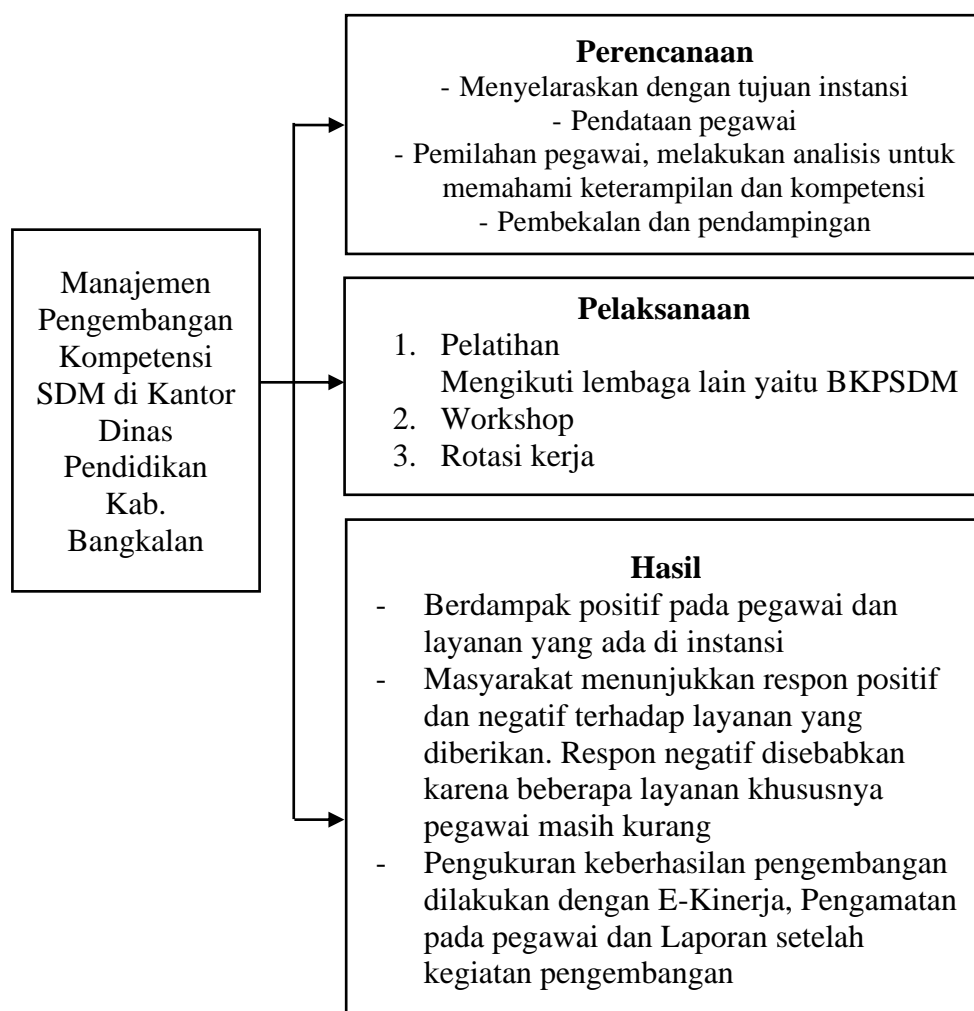 Manajemen
Pengembangan
Kompetensi
SDM di Kantor
Dinas
Pendidikan
Kab.
Bangkalan
Perencanaan
- Menyelaraskan dengan tujuan instansi
- Pendataan pegawai
- Pemilahan pegawai, melakukan analisis untuk
memahami keterampilan dan kompetensi
- Pembekalan dan pendampingan
Pelaksanaan
1. Pelatihan
Mengikuti lembaga lain yaitu BKPSDM
2. Workshop
3. Rotasi kerja
Hasil
- Berdampak positif pada pegawai dan
layanan yang ada di instansi
- Masyarakat menunjukkan respon positif
dan negatif terhadap layanan yang
diberikan. Respon negatif disebabkan
karena beberapa layanan khususnya
pegawai masih kurang
- Pengukuran keberhasilan pengembangan
dilakukan dengan E-Kinerja, Pengamatan
pada pegawai dan Laporan setelah
kegiatan pengembangan